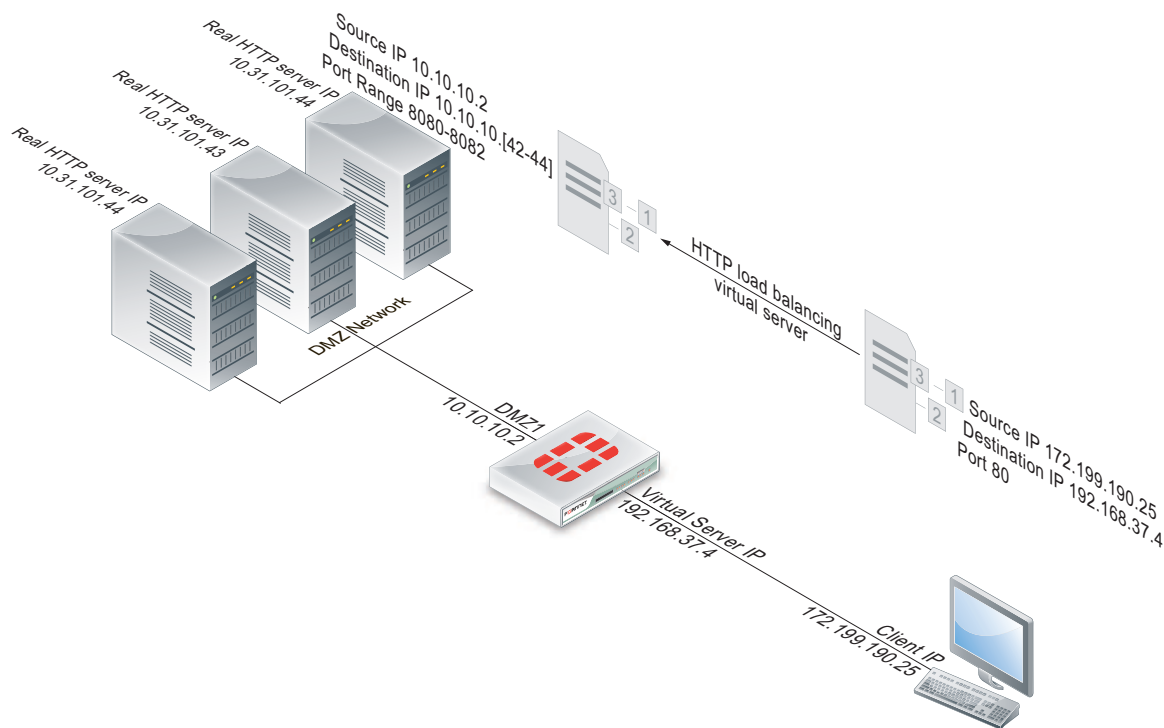 Real HTTP server IP
10.31.101.44
Real HTTP server IP
10.31.101.43
Real HTTP server IP
10.31.101.44
Source IP 10.10.10.2
Destination IP 10.10.10.[42-44]
Port Range 8080-8082
3
1
2
HTTP load balancing
virtual server
3
1
2
Source IP 172.199.190.25
Destination IP 192.168.37.4
Port 80
DMZ Network
DMZ1
10.10.10.2
FORTINET
Virtual Server IP
192.168.37.4
Client IP
172.199.190.25